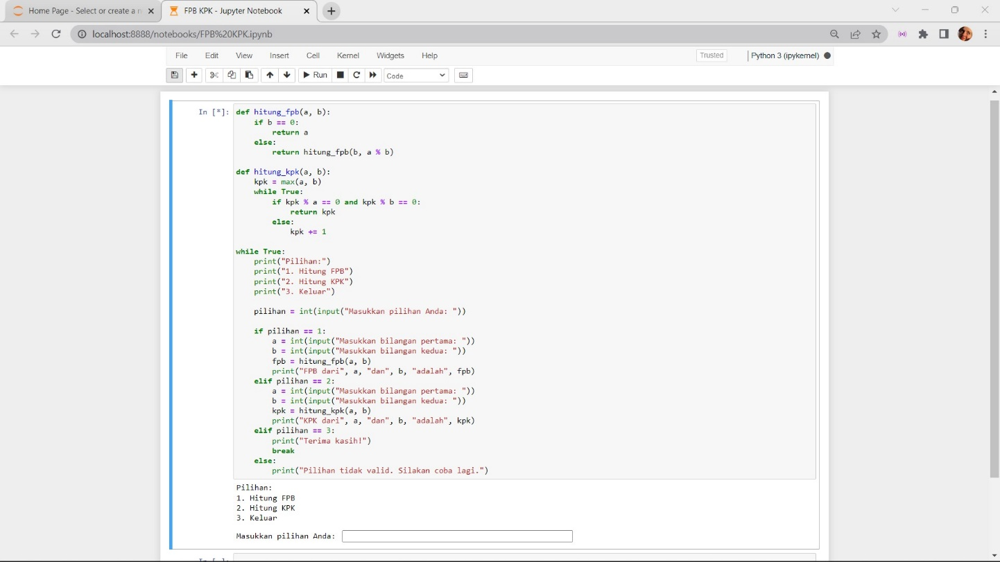 Home Page - Select or create a n
FPB KPK - Jupyter Notebook
localhost:8888/notebooks/FPB%20KPK.ipynb
File Edit View Insert Cell Kernel Widgets Help
Trusted
Python 3 (ipykernel)
Run
Code
In [*]:
def hitung_fpb(a, b):
    if b == 0:
        return a
    else:
        return hitung_fpb(b, a % b)
def hitung_kpk(a, b):
    kpk = max(a, b)
    while True:
        if kpk % a == 0 and kpk % b == 0:
            return kpk
        else:
            kpk += 1
while True:
    print("Pilihan:")
    print("1. Hitung FPB")
    print("2. Hitung KPK")
    print("3. Keluar")
    pilihan = int(input("Masukkan pilihan Anda: "))
    if pilihan == 1:
        a = int(input("Masukkan bilangan pertama: "))
        b = int(input("Masukkan bilangan kedua: "))
        fpb = hitung_fpb(a, b)
        print("FPB dari", a, "dan", b, "adalah", fpb)
    elif pilihan == 2:
        a = int(input("Masukkan bilangan pertama: "))
        b = int(input("Masukkan bilangan kedua: "))
        kpk = hitung_kpk(a, b)
        print("KPK dari", a, "dan", b, "adalah", kpk)
    elif pilihan == 3:
        print("Terima kasih!")
        break
    else:
        print("Pilihan tidak valid. Silakan coba lagi.")
Pilihan:
1. Hitung FPB
2. Hitung KPK
3. Keluar
Masukkan pilihan Anda: